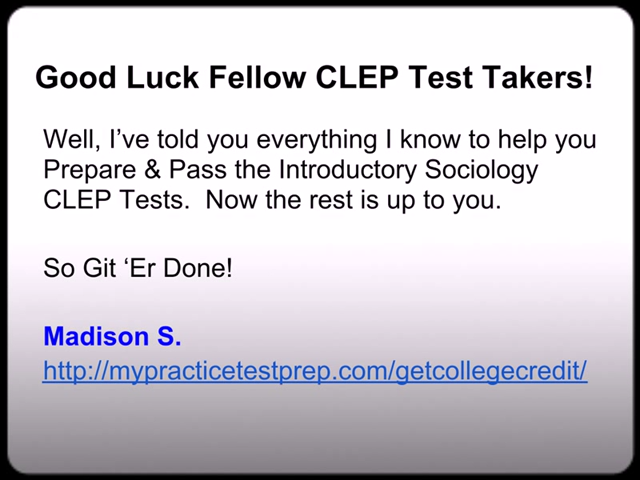 Good Luck Fellow CLEP Test Takers!
Well, I’ve told you everything I know to help you
Prepare & Pass the Introductory Sociology
CLEP Tests.  Now the rest is up to you.
So Git ‘Er Done!
Madison S.
http://mypracticetestprep.com/getcollegecredit/